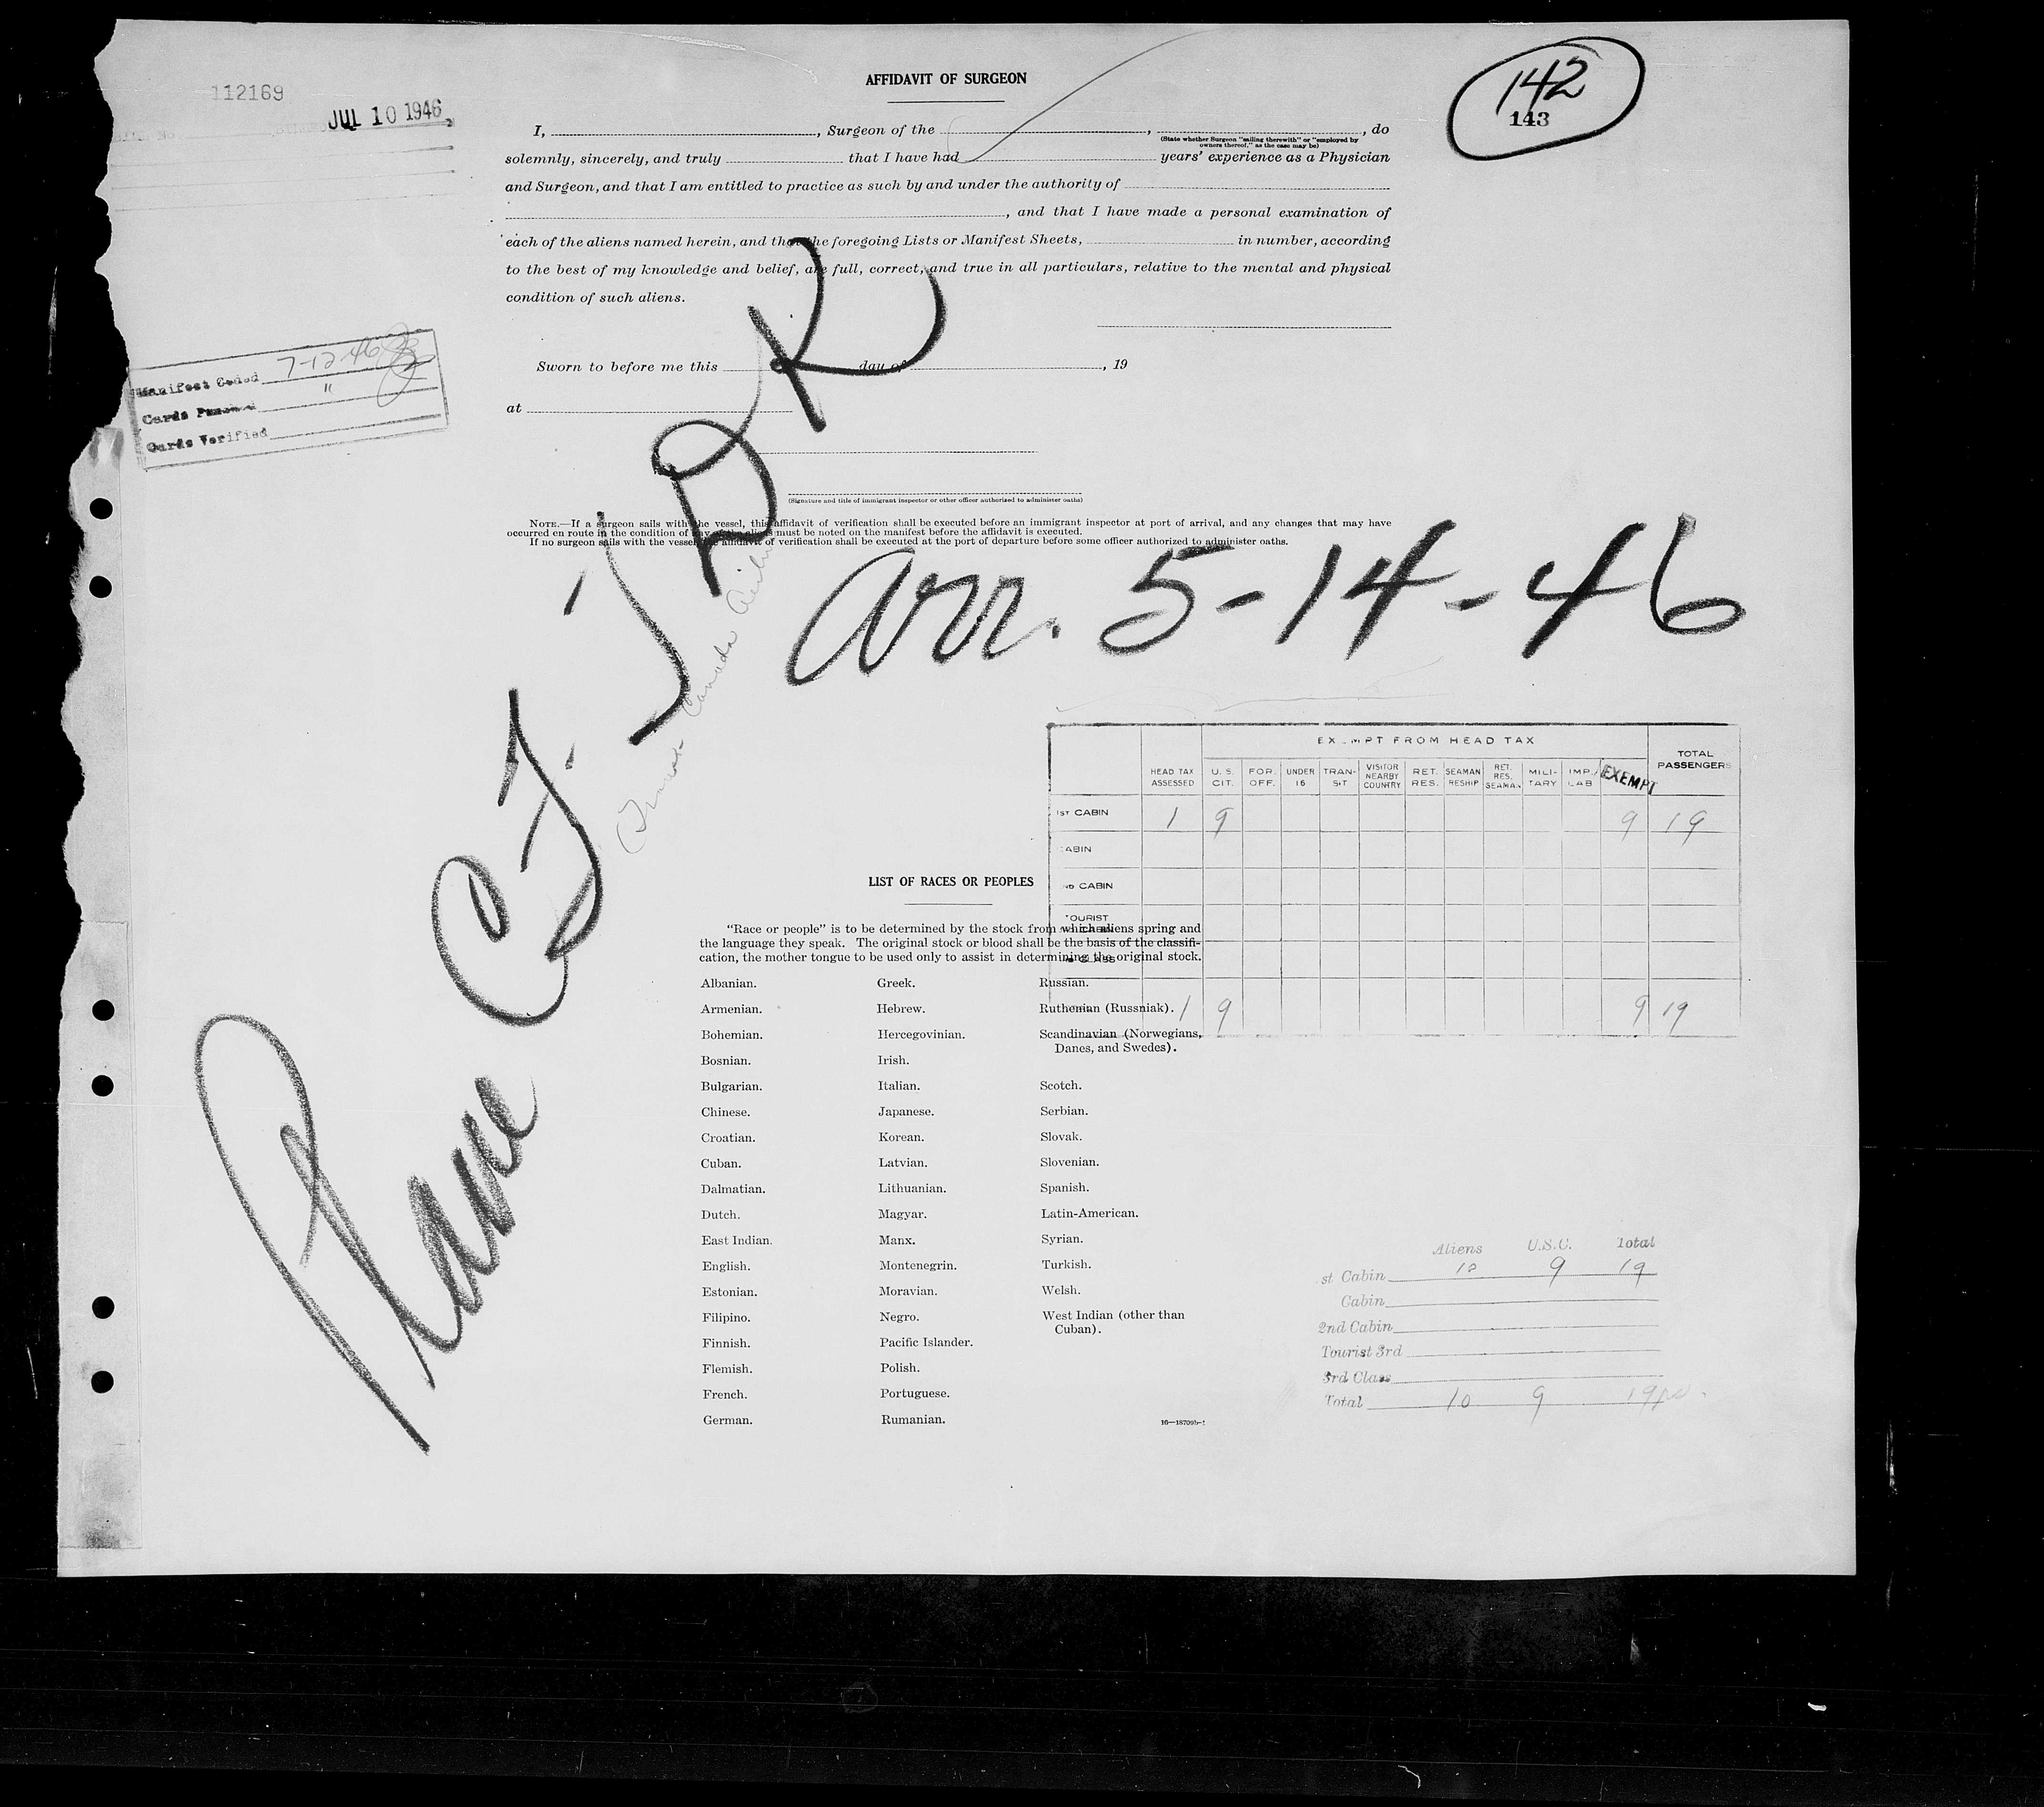 112169
JUL 10 1946
142
143
AFFIDAVIT OF SURGEON
I, , Surgeon of the , , do
(State whether Surgeon "sailing therewith" or "employed by
owners thereof," as the case may be)
solemnly, sincerely, and truly that I have had years' experience as a Physician
and Surgeon, and that I am entitled to practice as such by and under the authority of
, and that I have made a personal examination of
each of the aliens named herein, and that the foregoing Lists or Manifest Sheets, in number, according
to the best of my knowledge and belief, are full, correct, and true in all particulars, relative to the mental and physical
condition of such aliens.
Manifest Coded 7-12-46
Cards Punched "
Cards Verified
Sworn to before me this day of , 19
at
(Signature and title of immigrant inspector or other officer authorized to administer oaths)
NOTE.—If a surgeon sails with the vessel, this affidavit of verification shall be executed before an immigrant inspector at port of arrival, and any changes that may have
occurred en route in the condition of any of the aliens must be noted on the manifest before the affidavit is executed.
If no surgeon sails with the vessel, the affidavit of verification shall be executed at the port of departure before some officer authorized to administer oaths.
Plane CF-TDR
Trans Canada
Arr. 5-14-46
EXEMPT FROM HEAD TAX
HEAD TAX ASSESSED U. S. CIT. FOR. OFF. UNDER 16 TRAN-SIT VISITOR NEARBY COUNTRY RET. RES. SEAMAN RESHIP RET. RES. SEAMAN MILI-TARY IMP. LAB EXEMPT TOTAL PASSENGERS
1ST CABIN 1 9 9 19
CABIN
2ND CABIN
TOURIST
CLASS
1 9 9 19
LIST OF RACES OR PEOPLES
"Race or people" is to be determined by the stock from which aliens spring and
the language they speak. The original stock or blood shall be the basis of the classifi-
cation, the mother tongue to be used only to assist in determining the original stock.
Albanian.
Armenian.
Bohemian.
Bosnian.
Bulgarian.
Chinese.
Croatian.
Cuban.
Dalmatian.
Dutch.
East Indian.
English.
Estonian.
Filipino.
Finnish.
Flemish.
French.
German.
Greek.
Hebrew.
Hercegovinian.
Irish.
Italian.
Japanese.
Korean.
Latvian.
Lithuanian.
Magyar.
Manx.
Montenegrin.
Moravian.
Negro.
Pacific Islander.
Polish.
Portuguese.
Rumanian.
Russian.
Ruthenian (Russniak).
Scandinavian (Norwegians,
Danes, and Swedes).
Scotch.
Serbian.
Slovak.
Slovenian.
Spanish.
Latin-American.
Syrian.
Turkish.
Welsh.
West Indian (other than
Cuban).
Aliens U.S.C. Total
st Cabin 10 9 19
Cabin
2nd Cabin
Tourist 3rd
3rd Class
Total 10 9 19